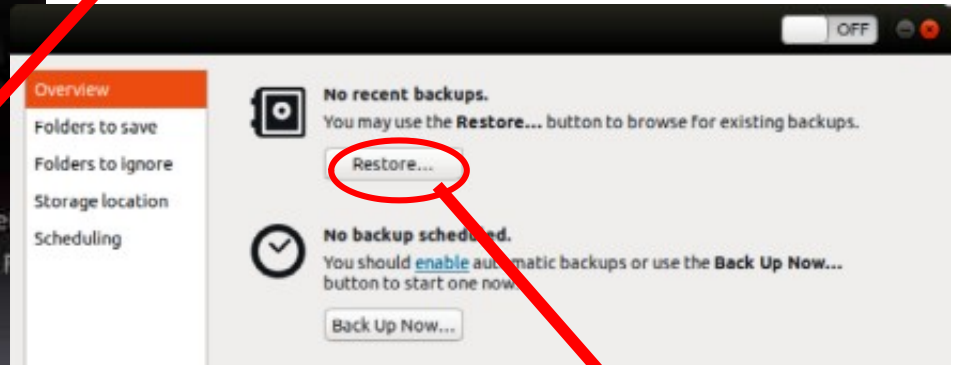 OFF
Overview
Folders to save
Folders to ignore
Storage location
Scheduling
No recent backups.
You may use the Restore... button to browse for existing backups.
Restore...
No backup scheduled.
You should enable automatic backups or use the Back Up Now...
button to start one now
Back Up Now...